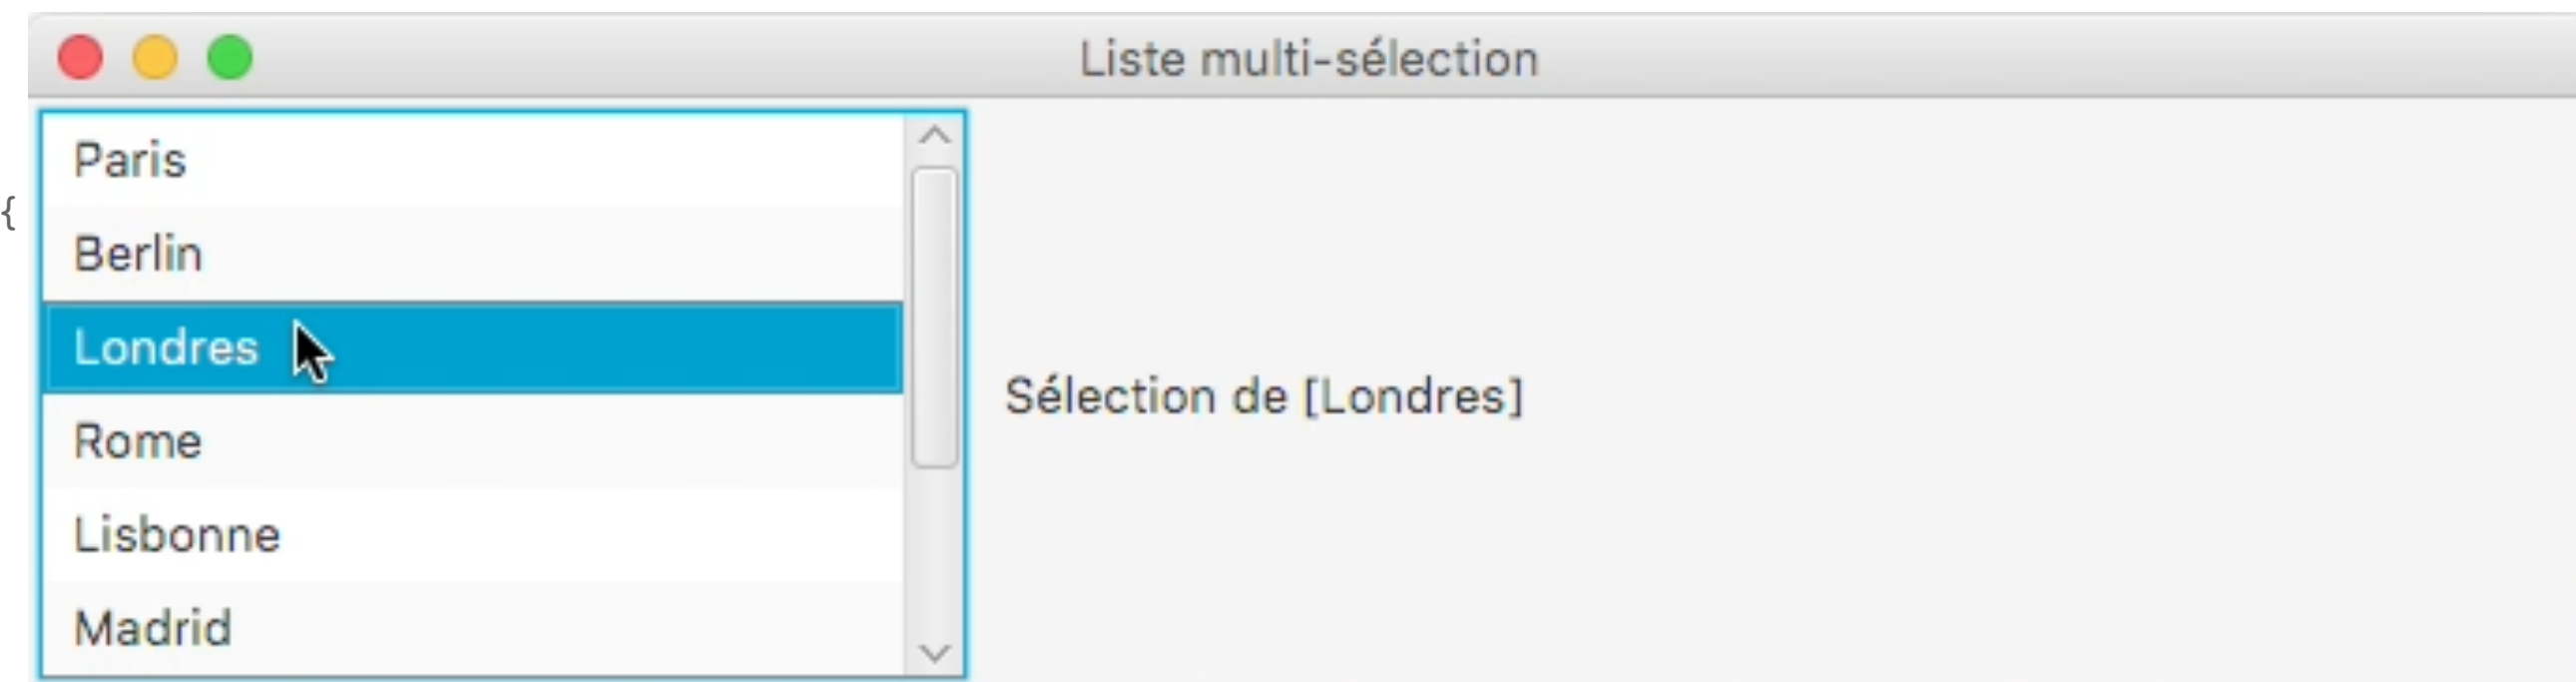 Liste multi-sélection
Paris
{
Berlin
Londres
Rome
Lisbonne
Madrid
Sélection de [Londres]